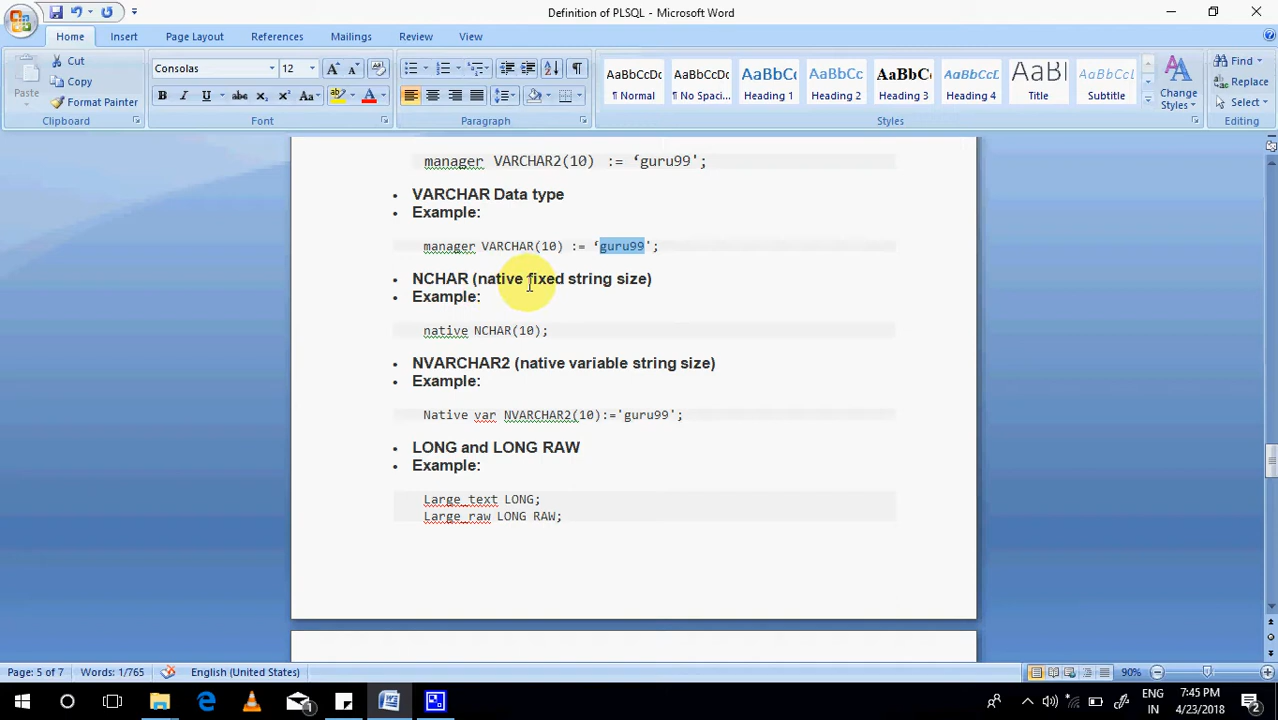 Definition of PLSQL - Microsoft Word
Home Insert Page Layout References Mailings Review View
Paste
Cut
Copy
Format Painter
Clipboard
Consolas 12
Font
Paragraph
AaBbCcDc AaBbCcDc AaBbCc AaBbCc AaBbC AaBbCcL AaBbl AaBbCcL
¶ Normal ¶ No Spaci... Heading 1 Heading 2 Heading 3 Heading 4 Title Subtitle
Change Styles
Styles
Find
Replace
Select
Editing
manager VARCHAR2(10) := ‘guru99';
• VARCHAR Data type
• Example:
manager VARCHAR(10) := ‘guru99';
• NCHAR (native fixed string size)
• Example:
native NCHAR(10);
• NVARCHAR2 (native variable string size)
• Example:
Native var NVARCHAR2(10):='guru99';
• LONG and LONG RAW
• Example:
Large_text LONG;
Large_raw LONG RAW;
Page: 5 of 7 Words: 1/765 English (United States) 90%
ENG
IN
7:45 PM
4/23/2018